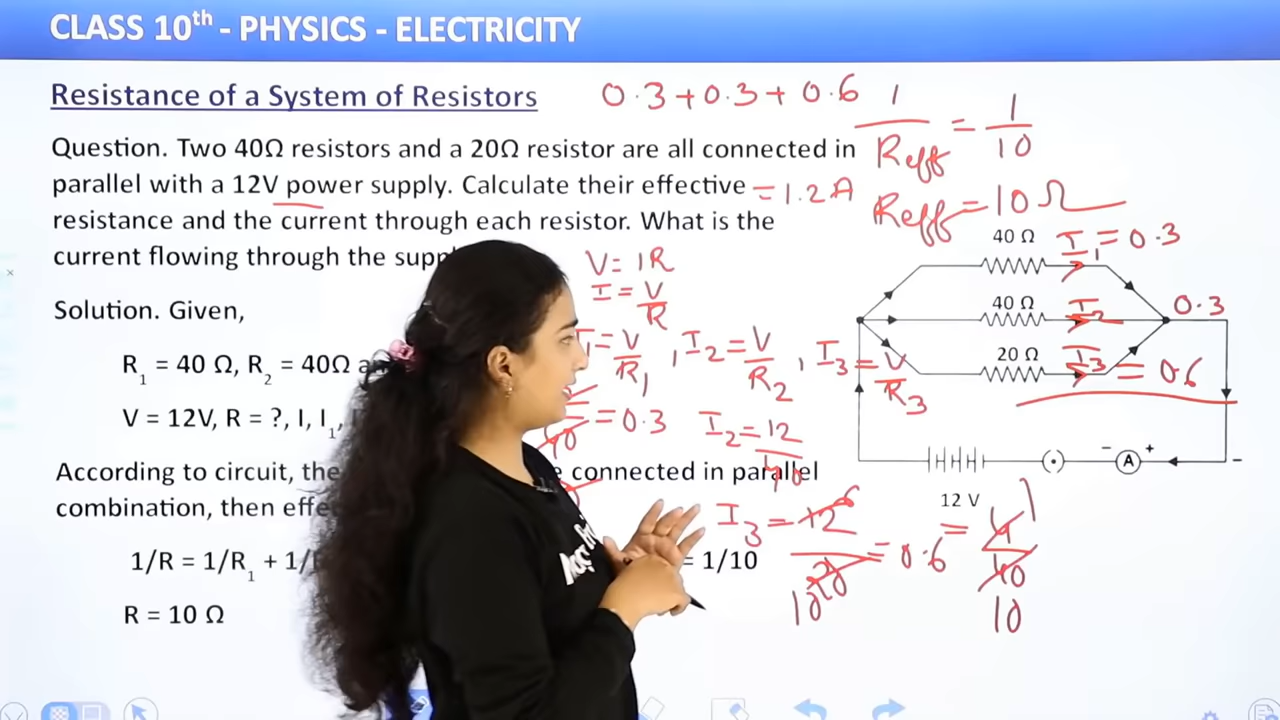 CLASS 10th - PHYSICS - ELECTRICITY
Resistance of a System of Resistors
0.3+0.3+0.6
= 1.2A
1/Reff = 1/10
Reff = 10 Ω
Question. Two 40Ω resistors and a 20Ω resistor are all connected in
parallel with a 12V power supply. Calculate their effective
resistance and the current through each resistor. What is the
current flowing through the
Solution. Given,
R1 = 40 Ω, R2 = 40Ω
V = 12V, R = ?, I, I1,
According to circuit, the connected in parallel
combination, then
1/R = 1/R1 + 1/ = 1/10
R = 10 Ω
V = IR
I = V/R
= V/R1 , I2 = V/R2 , I3 = V/R3
= 0.3
I2 = 12/40
I3 = 12/20 = 0.6
6
10
= 4/40
1
10
40 Ω I1 = 0.3
40 Ω I2 0.3
20 Ω I3 = 0.6
12 V
- A +
-